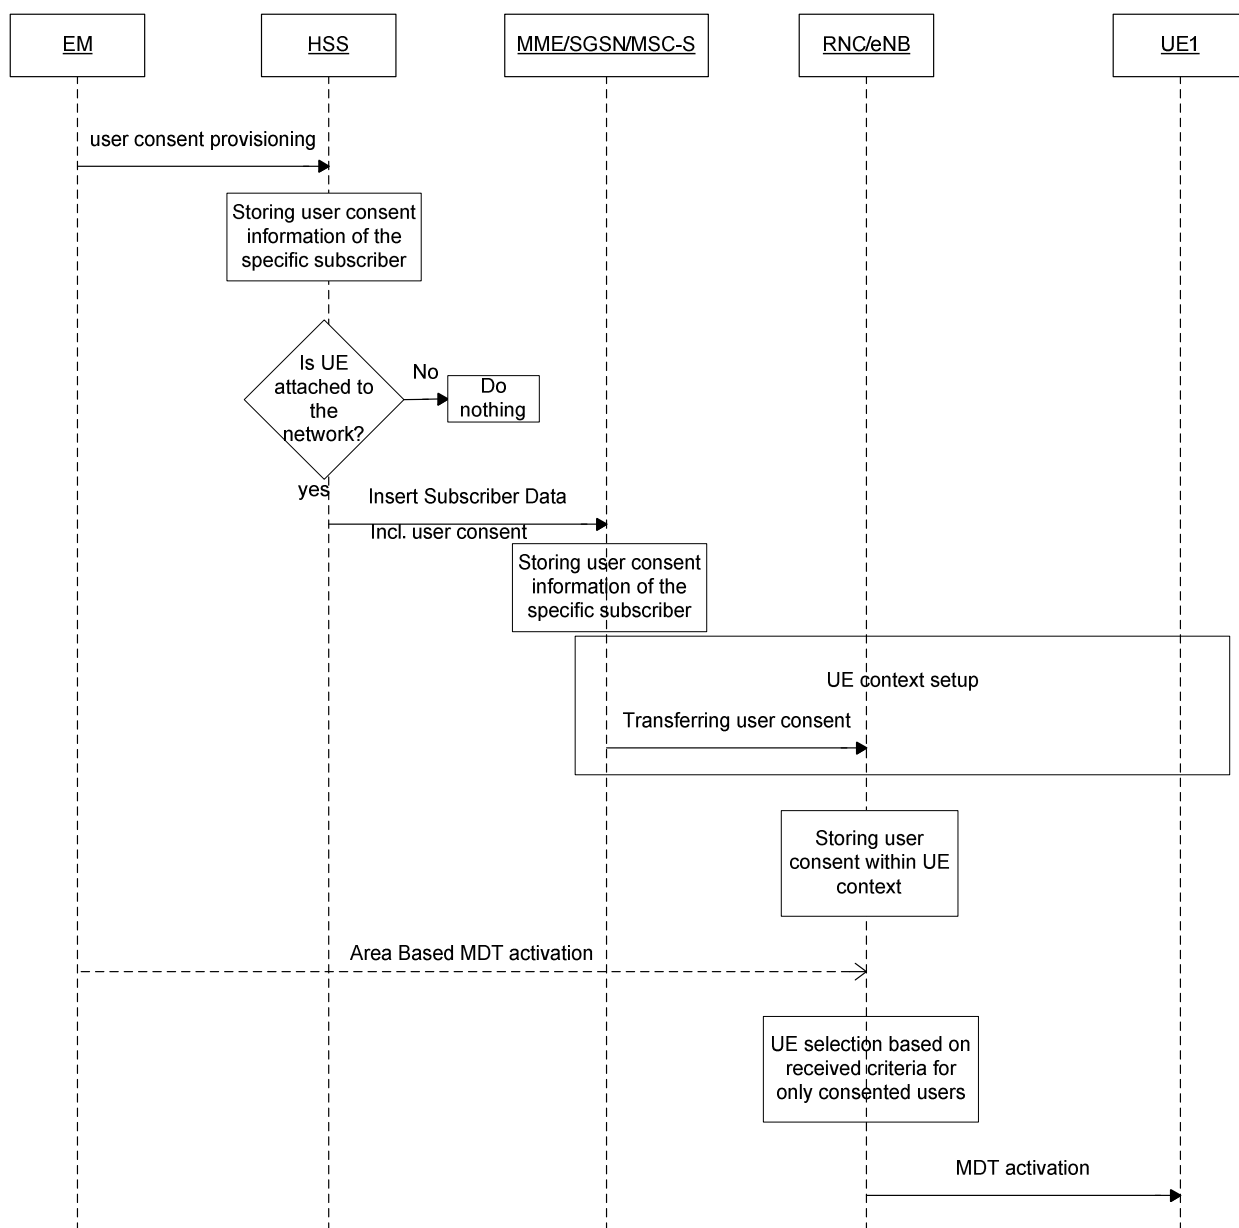 EM
HSS
MME/SGSN/MSC-S
RNC/eNB
UE1
user consent provisioning
Storing user consent
information of the
specific subscriber
Is UE
attached to
the
network?
No
Do
nothing
yes
Insert Subscriber Data
Incl. user consent
Storing user consent
information of the
specific subscriber
UE context setup
Transferring user consent
Storing user
consent within UE
context
Area Based MDT activation
UE selection based on
received criteria for
only consented users
MDT activation